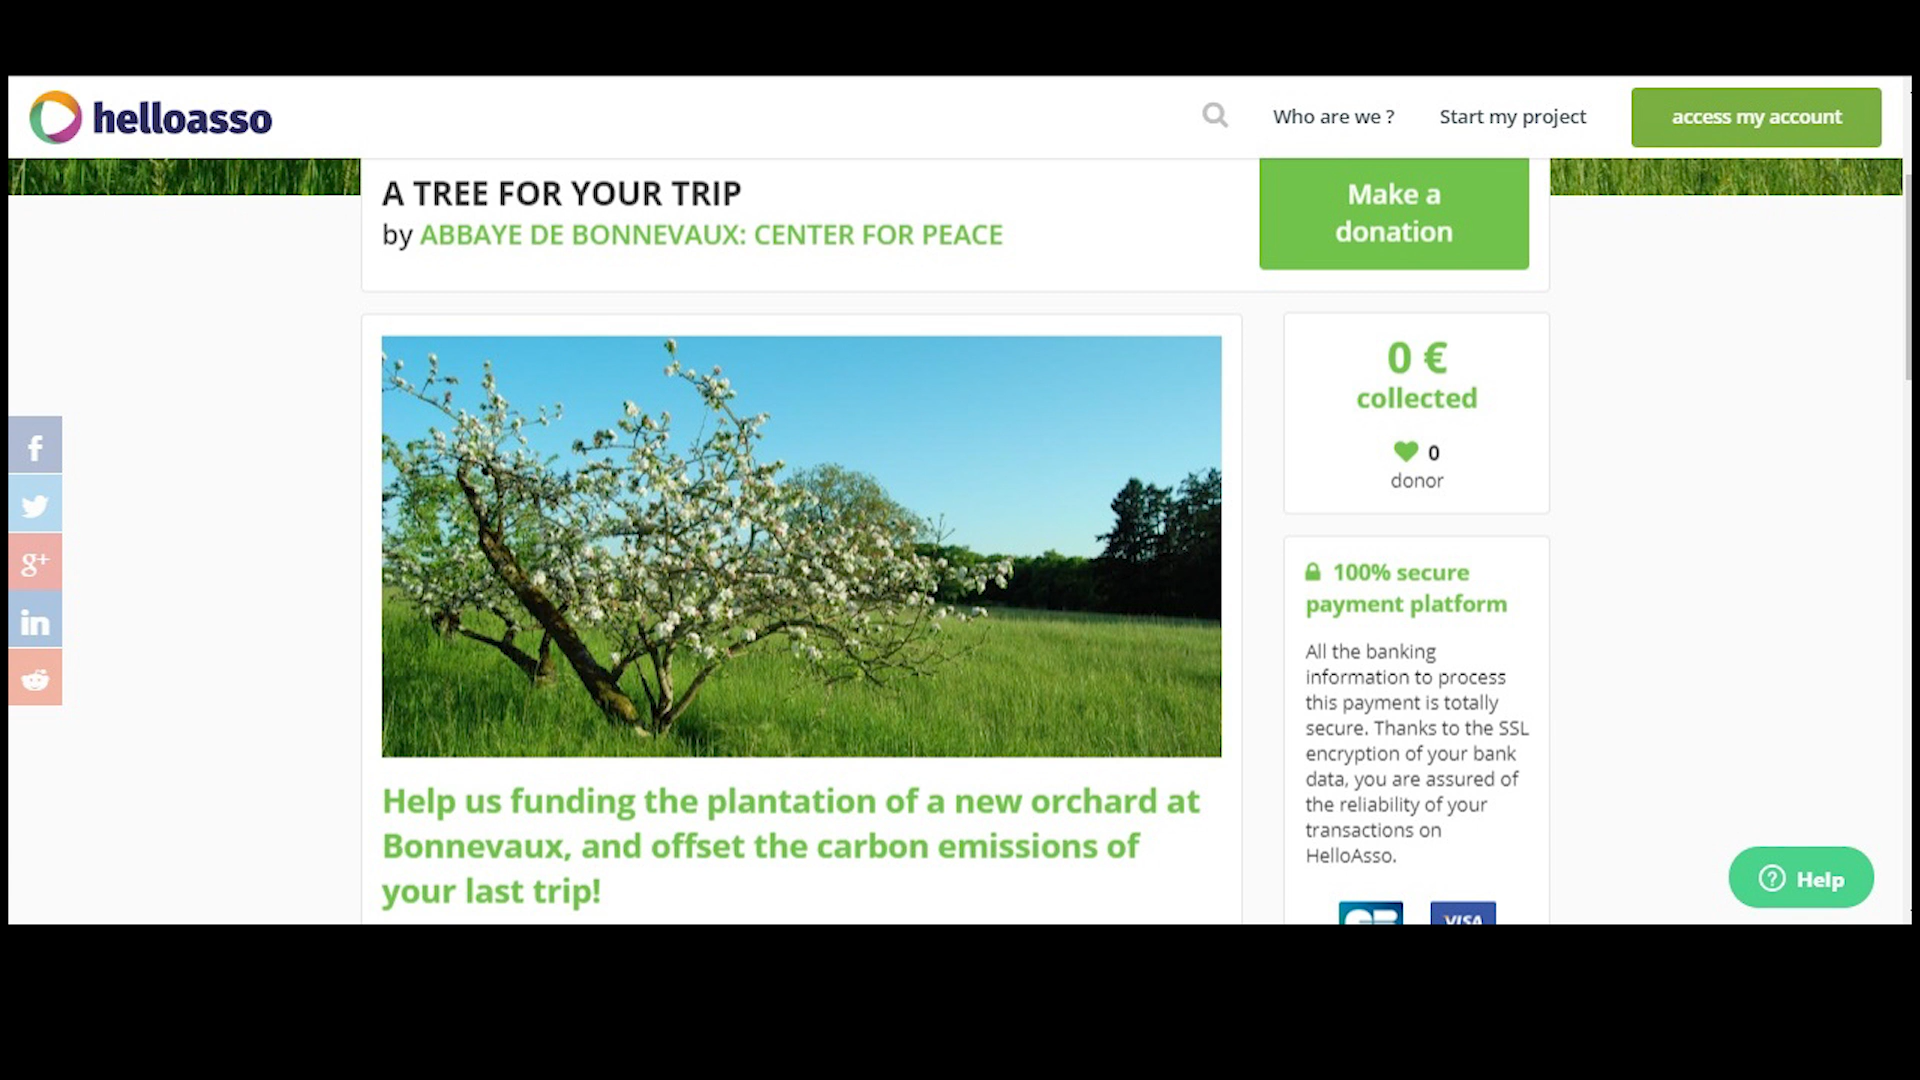 helloasso
Who are we ?
Start my project
access my account
A TREE FOR YOUR TRIP
by ABBAYE DE BONNEVAUX: CENTER FOR PEACE
Make a
donation
0 €
collected
0
donor
f
g+
in
100% secure
payment platform
All the banking
information to process
this payment is totally
secure. Thanks to the SSL
encryption of your bank
data, you are assured of
the reliability of your
transactions on
HelloAsso.
Help us funding the plantation of a new orchard at
Bonnevaux, and offset the carbon emissions of
your last trip!
VISA
? Help